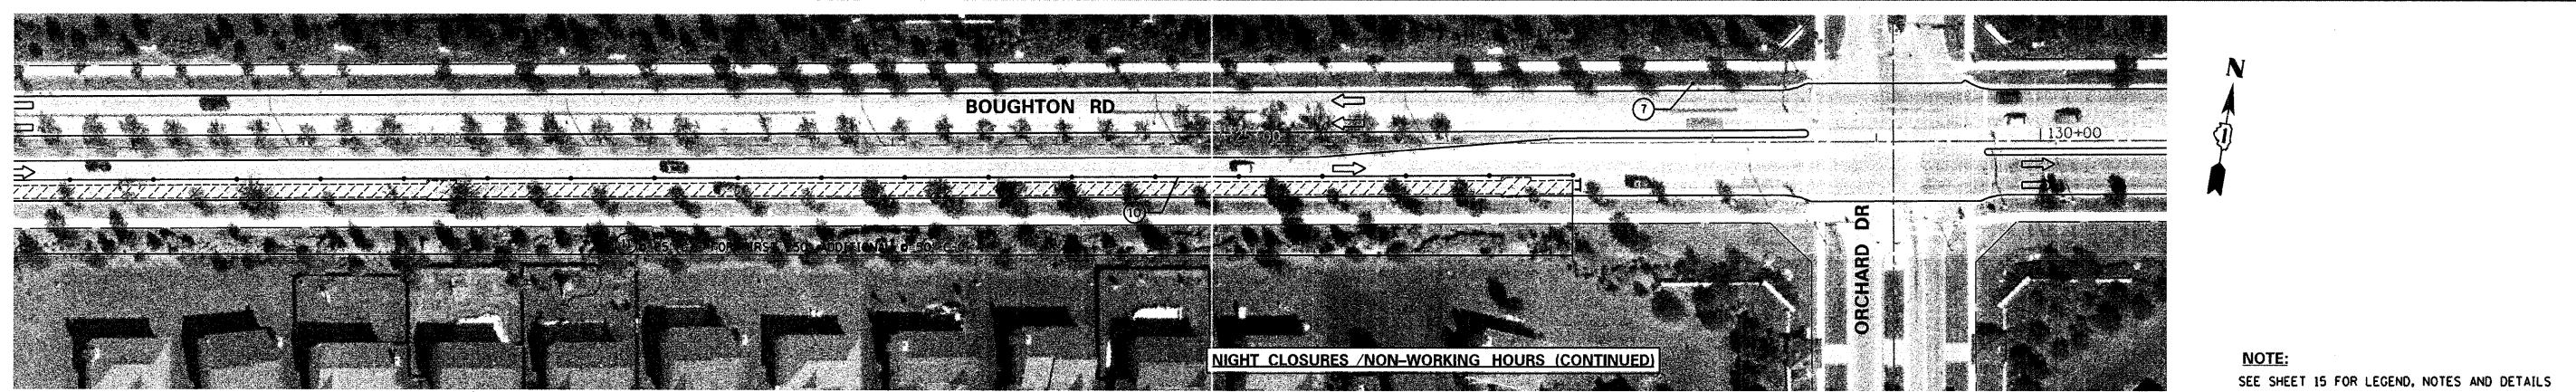 N
BOUGHTON RD
7
130+00
10
ORCHARD DR
NIGHT CLOSURES /NON-WORKING HOURS (CONTINUED)
NOTE:
SEE SHEET 15 FOR LEGEND, NOTES AND DETAILS